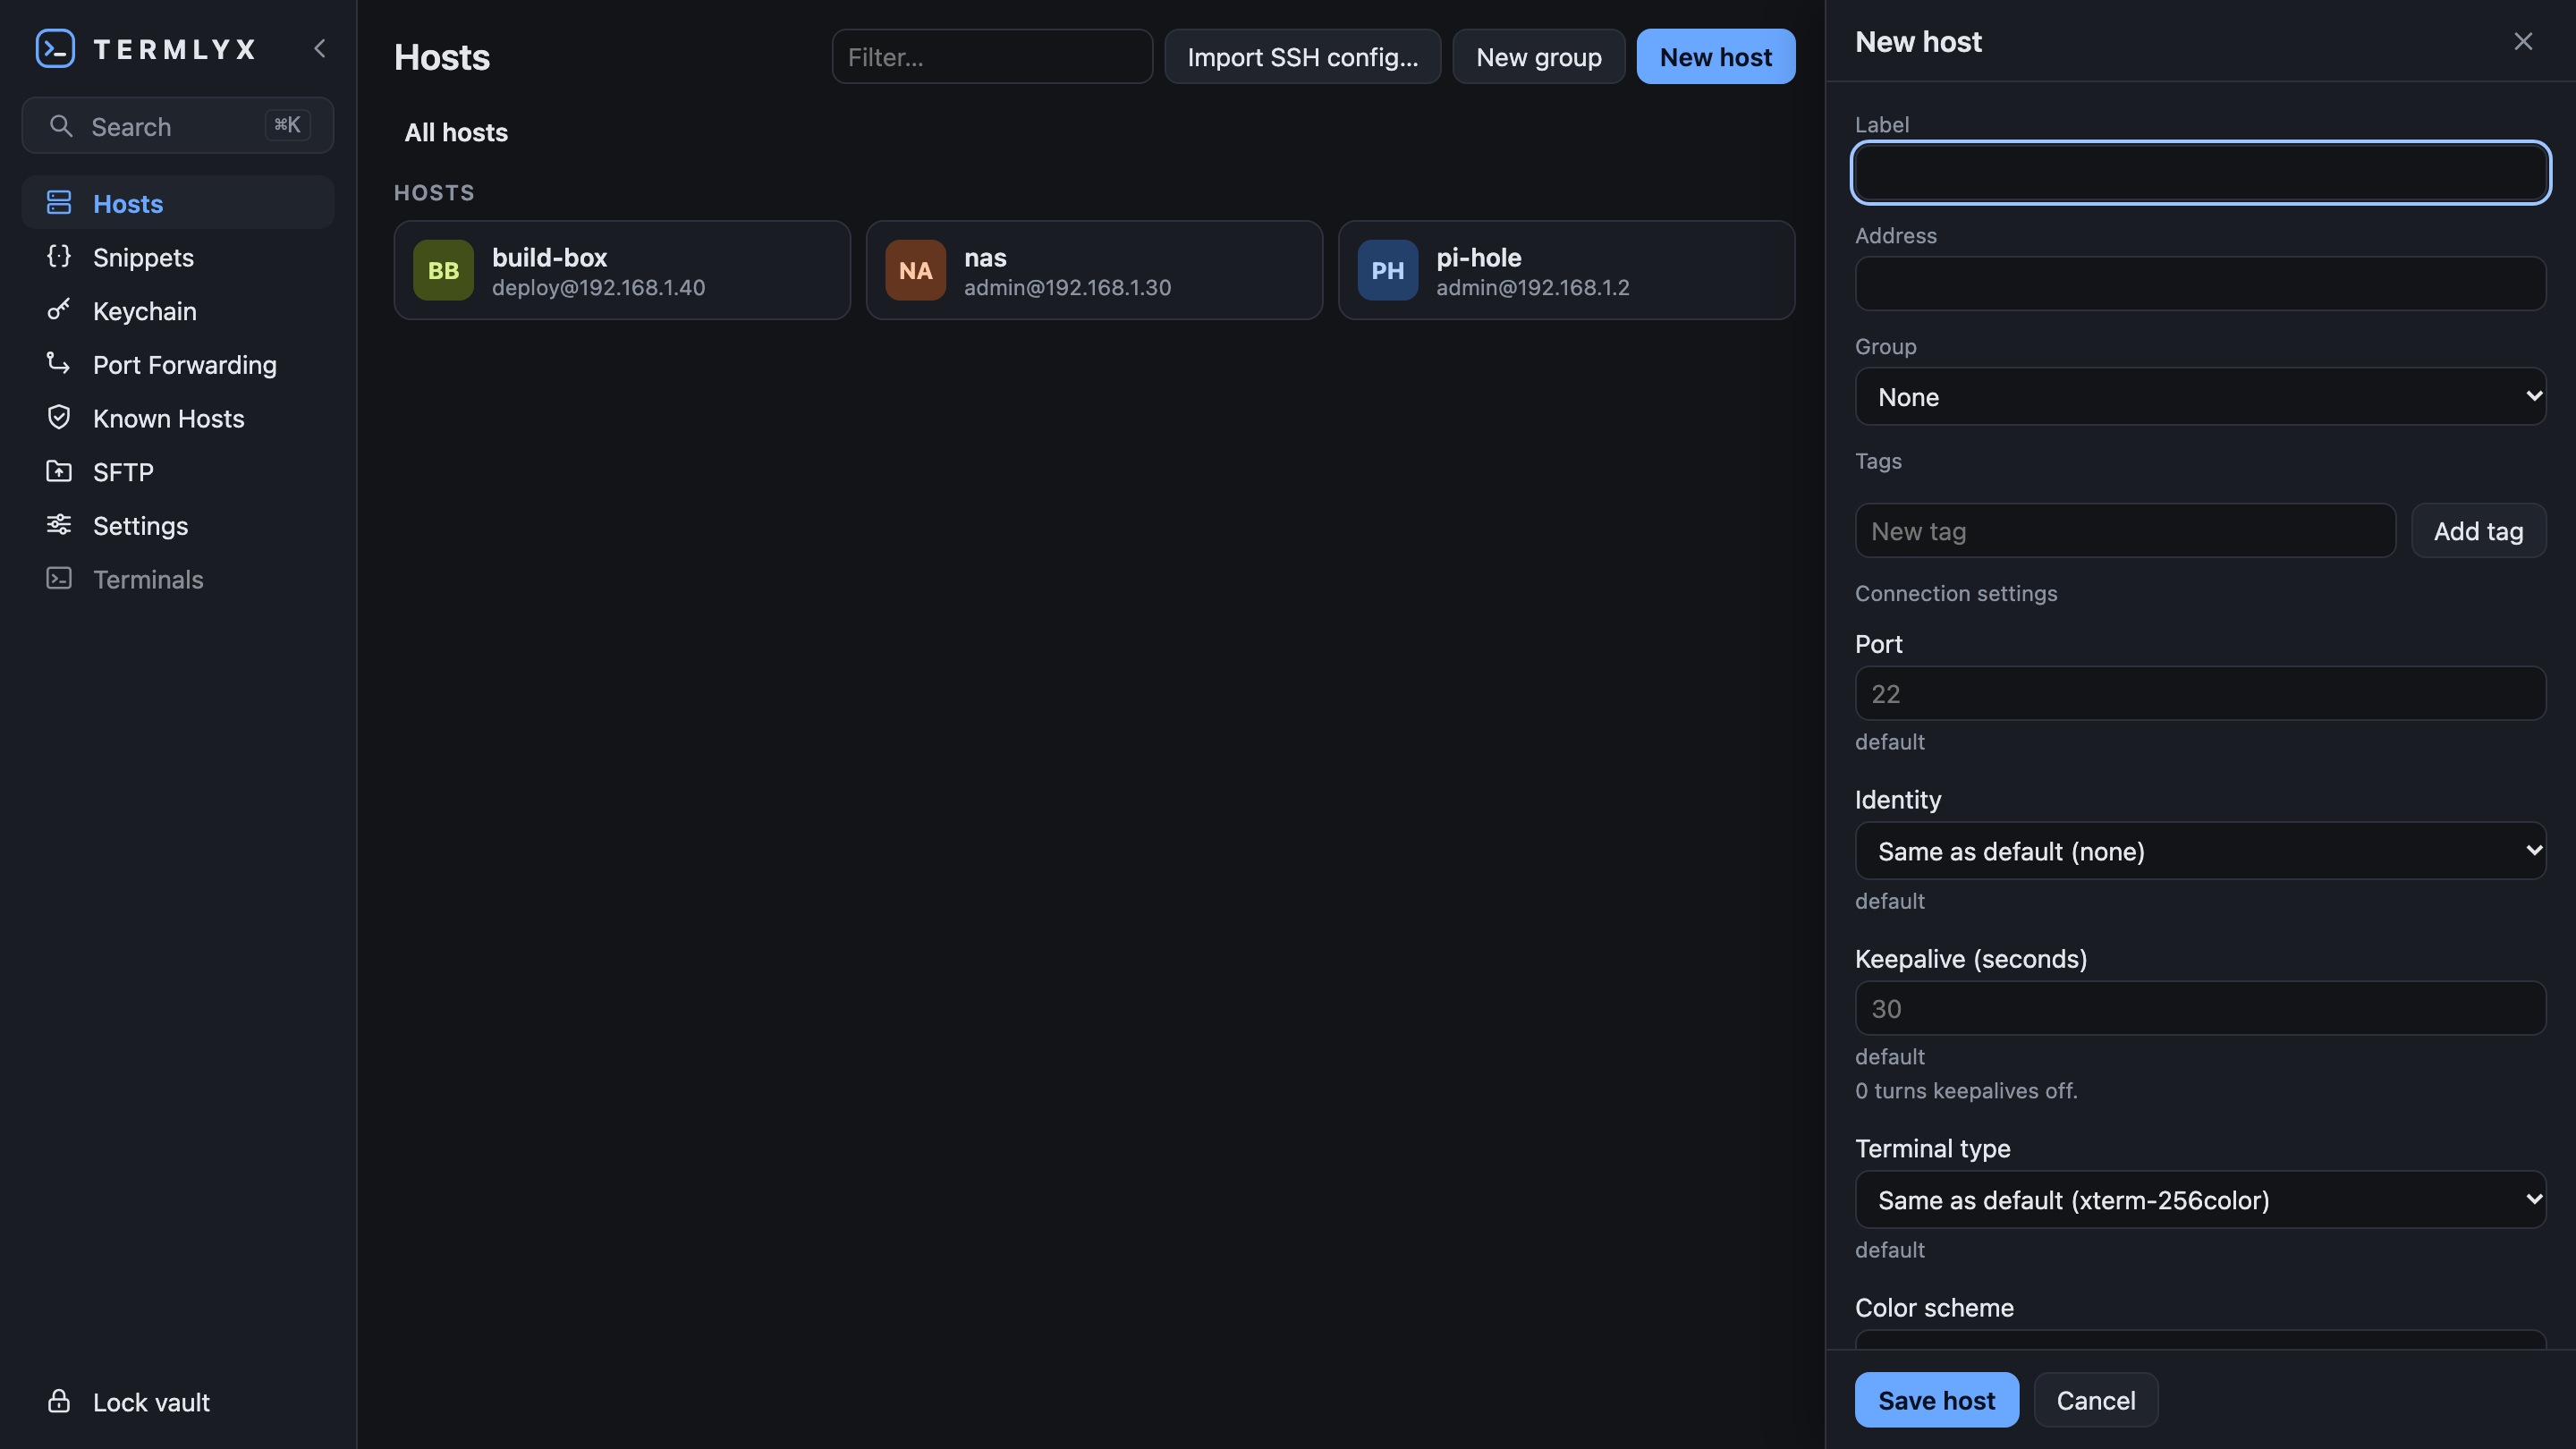 TERMLYX
Search ⌘K
Hosts
Snippets
Keychain
Port Forwarding
Known Hosts
SFTP
Settings
Terminals
Lock vault
Hosts
Filter...
Import SSH config...
New group
New host
All hosts
HOSTS
BB
build-box
deploy@192.168.1.40
NA
nas
admin@192.168.1.30
PH
pi-hole
admin@192.168.1.2
New host
Label
Address
Group
None
Tags
New tag
Add tag
Connection settings
Port
22
default
Identity
Same as default (none)
default
Keepalive (seconds)
30
default
0 turns keepalives off.
Terminal type
Same as default (xterm-256color)
default
Color scheme
Save host
Cancel